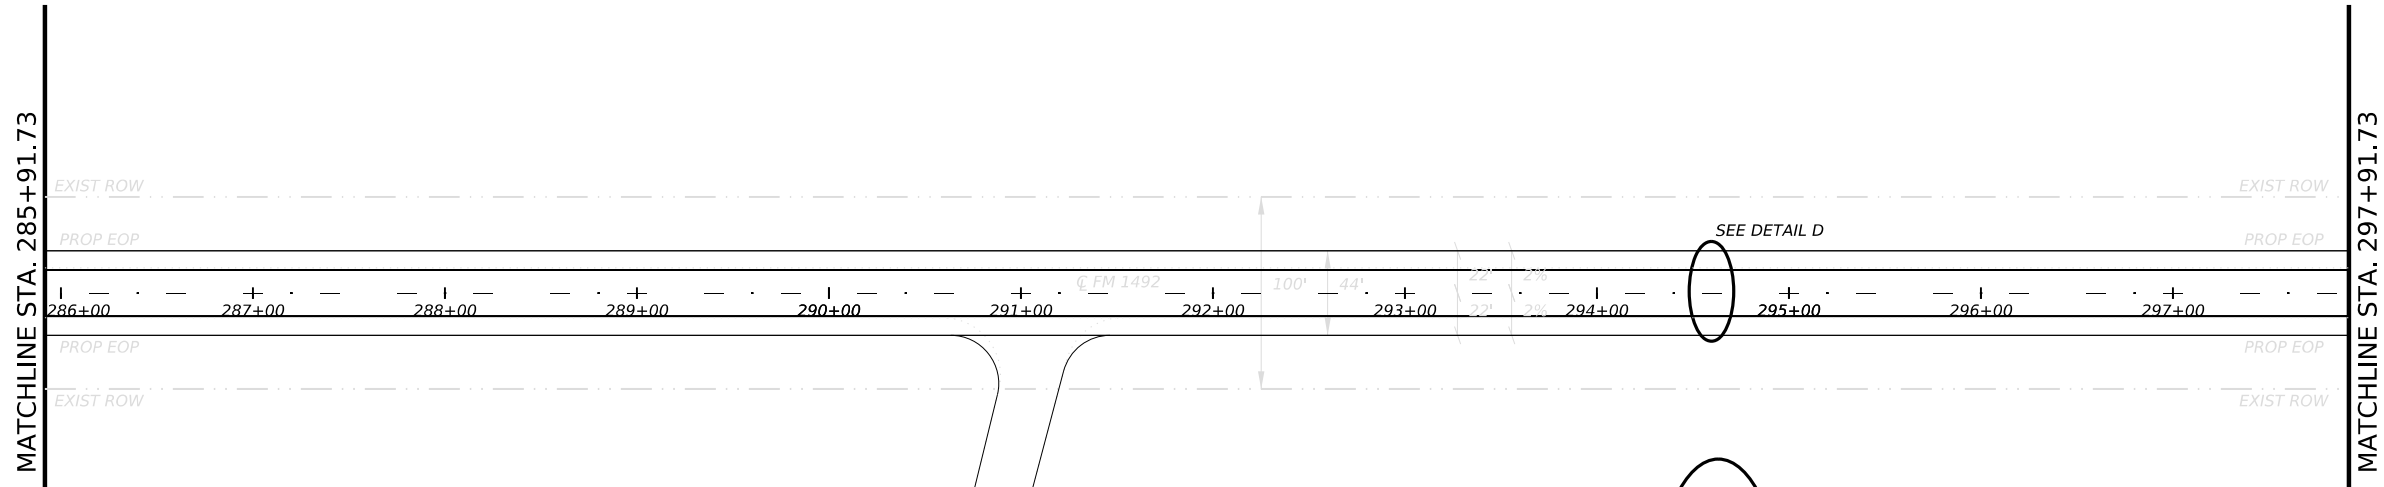 MATCHLINE STA. 285+91.73
EXIST ROW
EXIST ROW
SEE DETAIL D
PROP EOP
PROP EOP
℄ FM 1492
100'
44'
22'
2%
286+00
287+00
288+00
289+00
290+00
291+00
292+00
293+00
22'
2%
294+00
295+00
296+00
297+00
PROP EOP
PROP EOP
EXIST ROW
EXIST ROW
MATCHLINE STA. 297+91.73